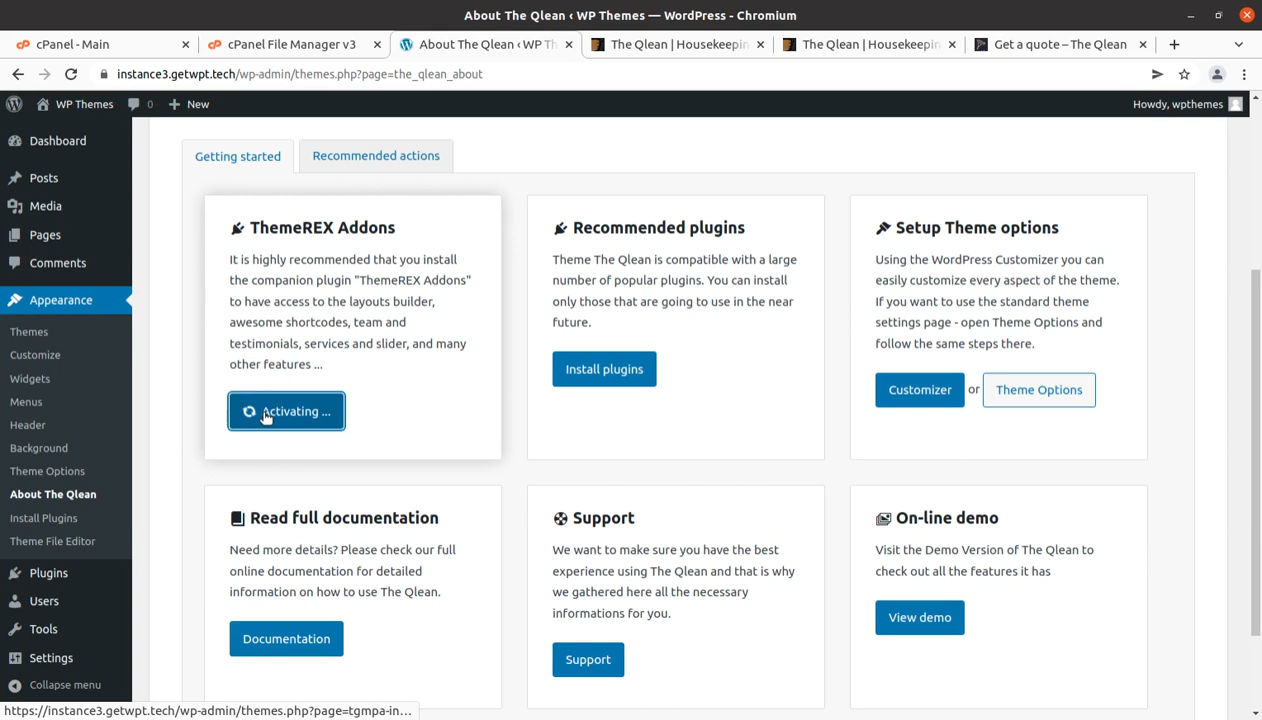 About The Qlean ‹ WP Themes — WordPress - Chromium
cPanel - Main
cPanel File Manager v3
About The Qlean ‹ WP Th
The Qlean | Housekeepin
The Qlean | Housekeepin
Get a quote – The Qlean
instance3.getwpt.tech/wp-admin/themes.php?page=the_qlean_about
WP Themes
0
New
Howdy, wpthemes
Dashboard
Posts
Media
Pages
Comments
Appearance
Themes
Customize
Widgets
Menus
Header
Background
Theme Options
About The Qlean
Install Plugins
Theme File Editor
Plugins
Users
Tools
Settings
Collapse menu
Getting started
Recommended actions
ThemeREX Addons
It is highly recommended that you install
the companion plugin "ThemeREX Addons"
to have access to the layouts builder,
awesome shortcodes, team and
testimonials, services and slider, and many
other features ...
Activating ...
Recommended plugins
Theme The Qlean is compatible with a large
number of popular plugins. You can install
only those that are going to use in the near
future.
Install plugins
Setup Theme options
Using the WordPress Customizer you can
easily customize every aspect of the theme.
If you want to use the standard theme
settings page - open Theme Options and
follow the same steps there.
Customizer
or
Theme Options
Read full documentation
Need more details? Please check our full
online documentation for detailed
information on how to use The Qlean.
Documentation
Support
We want to make sure you have the best
experience using The Qlean and that is why
we gathered here all the necessary
informations for you.
Support
On-line demo
Visit the Demo Version of The Qlean to
check out all the features it has
View demo
https://instance3.getwpt.tech/wp-admin/themes.php?page=tgmpa-in...